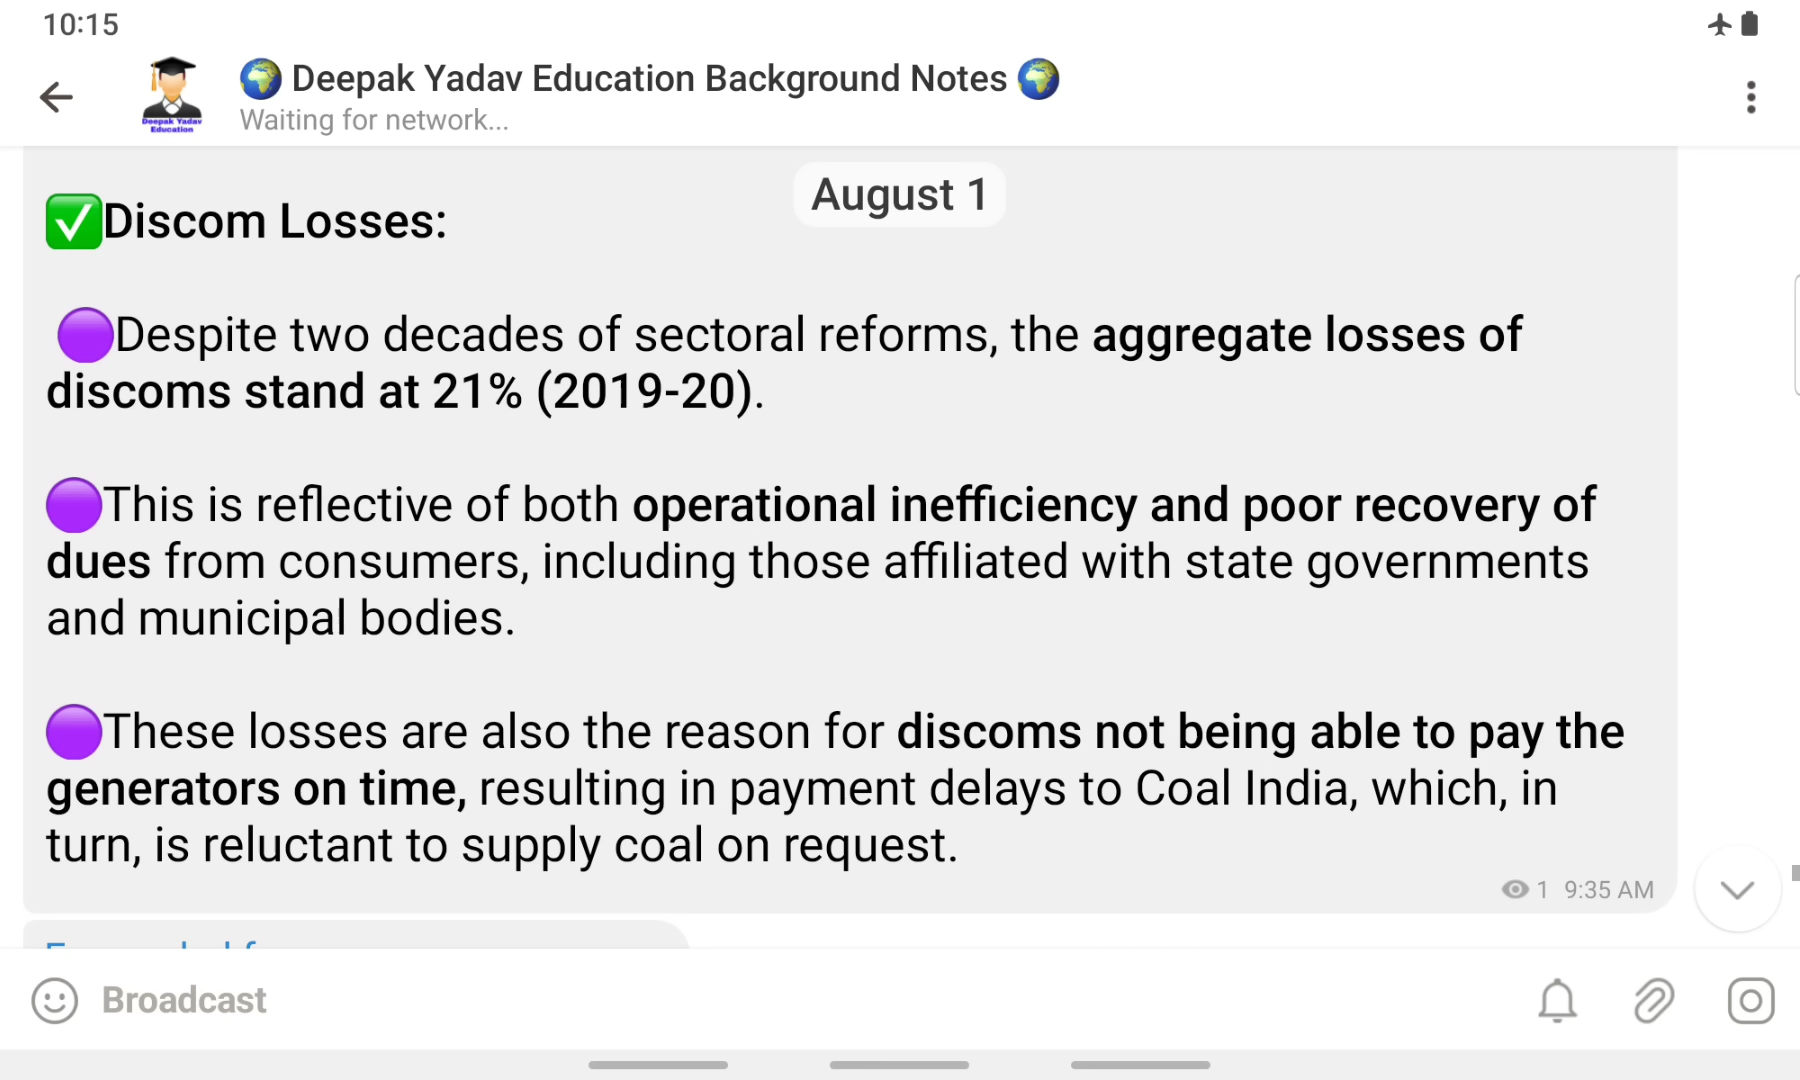 10:15
Deepak Yadav Education Background Notes
Deepak Yadav
Education
Waiting for network...
August 1
Discom Losses:
Despite two decades of sectoral reforms, the aggregate losses of
discoms stand at 21% (2019-20).
This is reflective of both operational inefficiency and poor recovery of
dues from consumers, including those affiliated with state governments
and municipal bodies.
These losses are also the reason for discoms not being able to pay the
generators on time, resulting in payment delays to Coal India, which, in
turn, is reluctant to supply coal on request.
1 9:35 AM
Broadcast